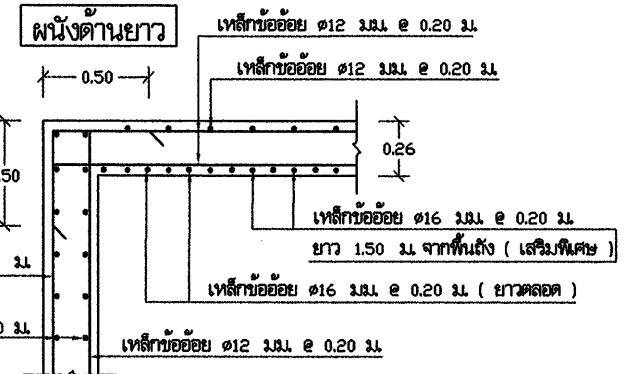 ผนังด้านยาว
เหล็กข้ออ้อย ø12 มม. @ 0.20 ม.
0.50
เหล็กข้ออ้อย ø12 มม. @ 0.20 ม.
0.26
50
เหล็กข้ออ้อย ø16 มม. @ 0.20 ม.
ยาว 1.50 ม. จากพื้นถัง ( เสริมพิเศษ )
ม.
เหล็กข้ออ้อย ø16 มม. @ 0.20 ม. ( ยาวตลอด )
0 ม.
เหล็กข้ออ้อย ø12 มม. @ 0.20 ม.